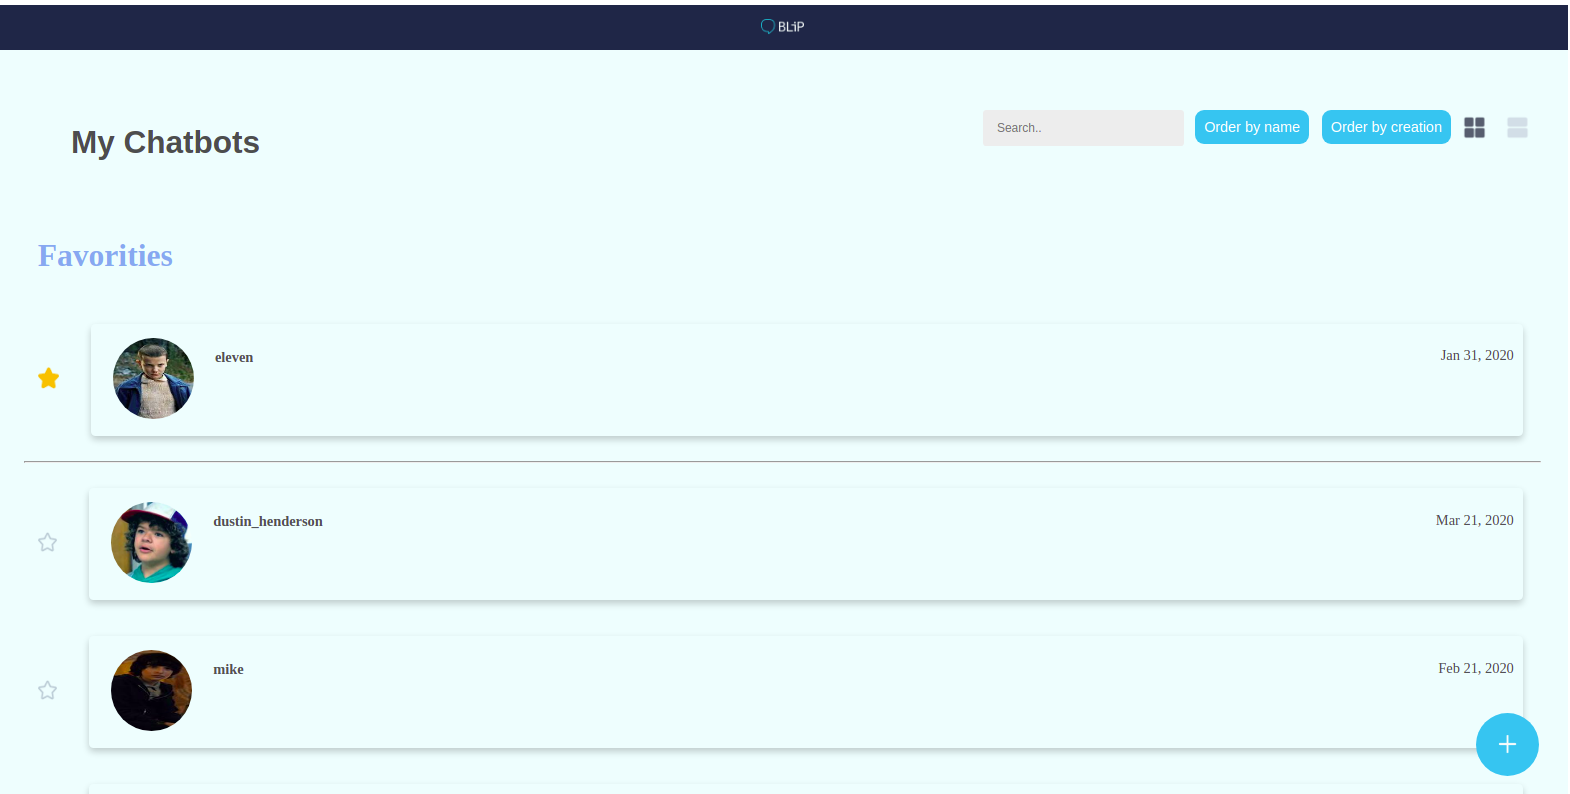 BLiP
My Chatbots
Search..
Order by name
Order by creation
Favorities
eleven
Jan 31, 2020
dustin_henderson
Mar 21, 2020
mike
Feb 21, 2020